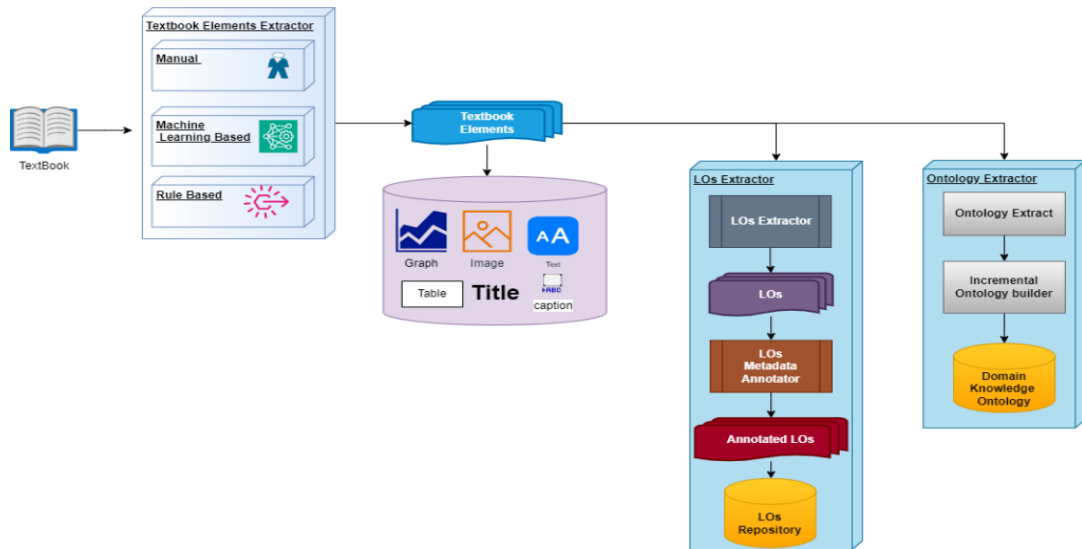 Textbook Elements Extractor
Manual
Machine
Learning Based
Rule Based
TextBook
Textbook
Elements
Graph
Image
AA
Text
Table
Title
ABC
caption
LOs Extractor
LOs Extractor
LOs
LOs
Metadata
Annotator
Annotated LOs
LOs
Repository
Ontology Extractor
Ontology Extract
Incremental
Ontology builder
Domain
Knowledge
Ontology